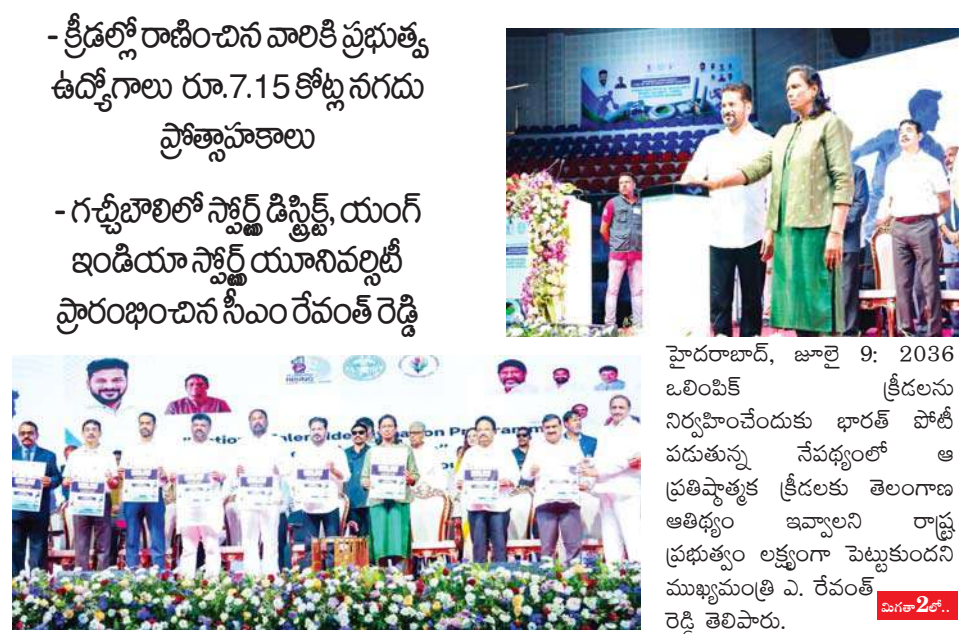 - క్రీడల్లో రాణించిన వారికి ప్రభుత్వ
ఉద్యోగాలు రూ.7.15 కోట్ల నగదు
ప్రోత్సాహకాలు
- గచ్చీబౌలిలో స్పోర్ట్స్ డిస్ట్రిక్ట్, యంగ్
ఇండియా స్పోర్ట్స్ యూనివర్సిటీ
ప్రారంభించిన సీఎం రేవంత్ రెడ్డి
హైదరాబాద్, జూలై 9: 2036
ఒలింపిక్ క్రీడలను
నిర్వహించేందుకు భారత్ పోటీ
పడుతున్న నేపథ్యంలో ఆ
ప్రతిష్ఠాత్మక క్రీడలకు తెలంగాణ
ఆతిథ్యం ఇవ్వాలని రాష్ట్ర
ప్రభుత్వం లక్ష్యంగా పెట్టుకుందని
ముఖ్యమంత్రి ఎ. రేవంత్
రెడ్డి తెలిపారు.
మిగతా2లో..